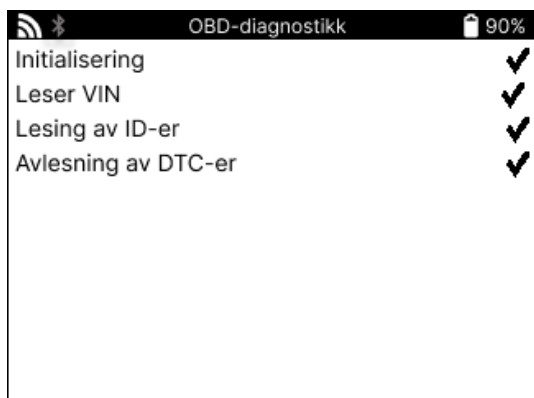 OBD-diagnostikk 90%
Initialisering
Leser VIN
Lesing av ID-er
Avlesning av DTC-er